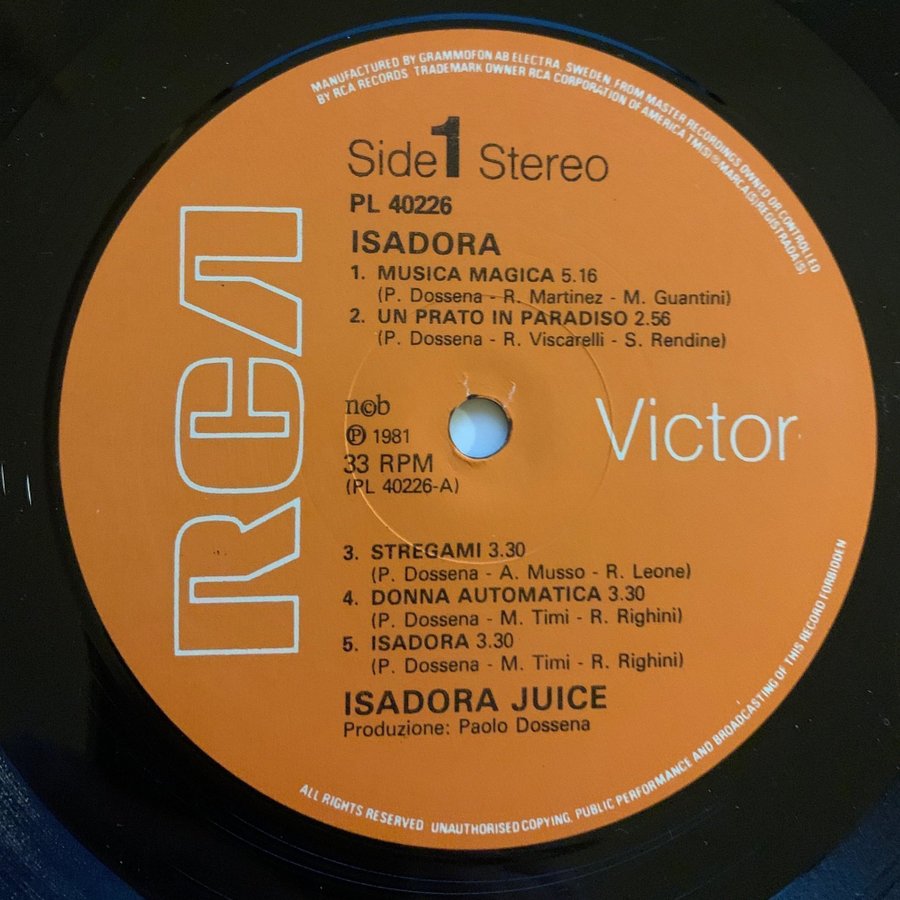 MANUFACTURED BY GRAMMOFON AB ELECTRA, SWEDEN, FROM MASTER RECORDINGS OWNED OR CONTROLLED
BY RCA RECORDS TRADEMARK OWNER RCA CORPORATION OF AMERICA TM(S) ® MARCA(S) REGISTRADA(S)
Side 1 Stereo
PL 40226
ISADORA
1. MUSICA MAGICA 5.16
(P. Dossena - R. Martinez - M. Guantini)
2. UN PRATO IN PARADISO 2.56
(P. Dossena - R. Viscarelli - S. Rendine)
RCA
Victor
n©b
℗ 1981
33 RPM
(PL 40226-A)
3. STREGAMI 3.30
(P. Dossena - A. Musso - R. Leone)
4. DONNA AUTOMATICA 3.30
(P. Dossena - M. Timi - R. Righini)
5. ISADORA 3.30
(P. Dossena - M. Timi - R. Righini)
ISADORA JUICE
Produzione: Paolo Dossena
ALL RIGHTS RESERVED UNAUTHORISED COPYING, PUBLIC PERFORMANCE AND BROADCASTING OF THIS RECORD FORBIDDEN